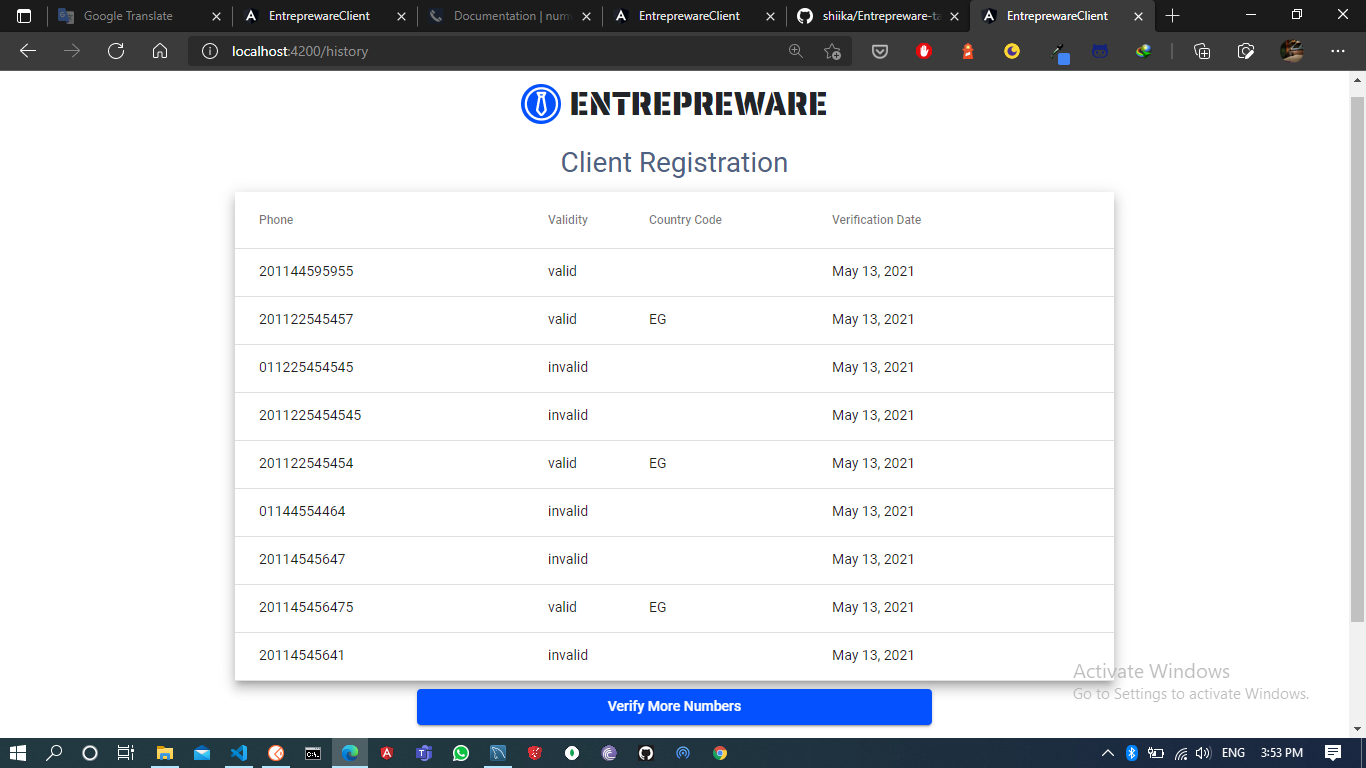 Google Translate
EntreprewareClient
Documentation | num
EntreprewareClient
shiika/Entrepreware-ta
EntreprewareClient
localhost:4200/history
ENTREPREWARE
Client Registration
Phone Validity Country Code Verification Date
201144595955 valid May 13, 2021
201122545457 valid EG May 13, 2021
011225454545 invalid May 13, 2021
2011225454545 invalid May 13, 2021
201122545454 valid EG May 13, 2021
01144554464 invalid May 13, 2021
20114545647 invalid May 13, 2021
201145456475 valid EG May 13, 2021
20114545641 invalid May 13, 2021
Activate Windows
Go to Settings to activate Windows.
Verify More Numbers
ENG 3:53 PM